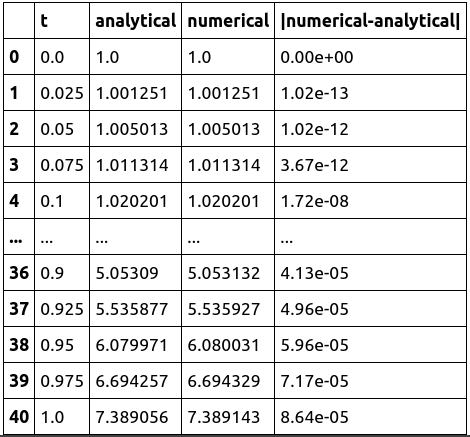 t analytical numerical |numerical-analytical|
0 0.0 1.0 1.0 0.00e+00
1 0.025 1.001251 1.001251 1.02e-13
2 0.05 1.005013 1.005013 1.02e-12
3 0.075 1.011314 1.011314 3.67e-12
4 0.1 1.020201 1.020201 1.72e-08
... ... ... ... ...
36 0.9 5.05309 5.053132 4.13e-05
37 0.925 5.535877 5.535927 4.96e-05
38 0.95 6.079971 6.080031 5.96e-05
39 0.975 6.694257 6.694329 7.17e-05
40 1.0 7.389056 7.389143 8.64e-05